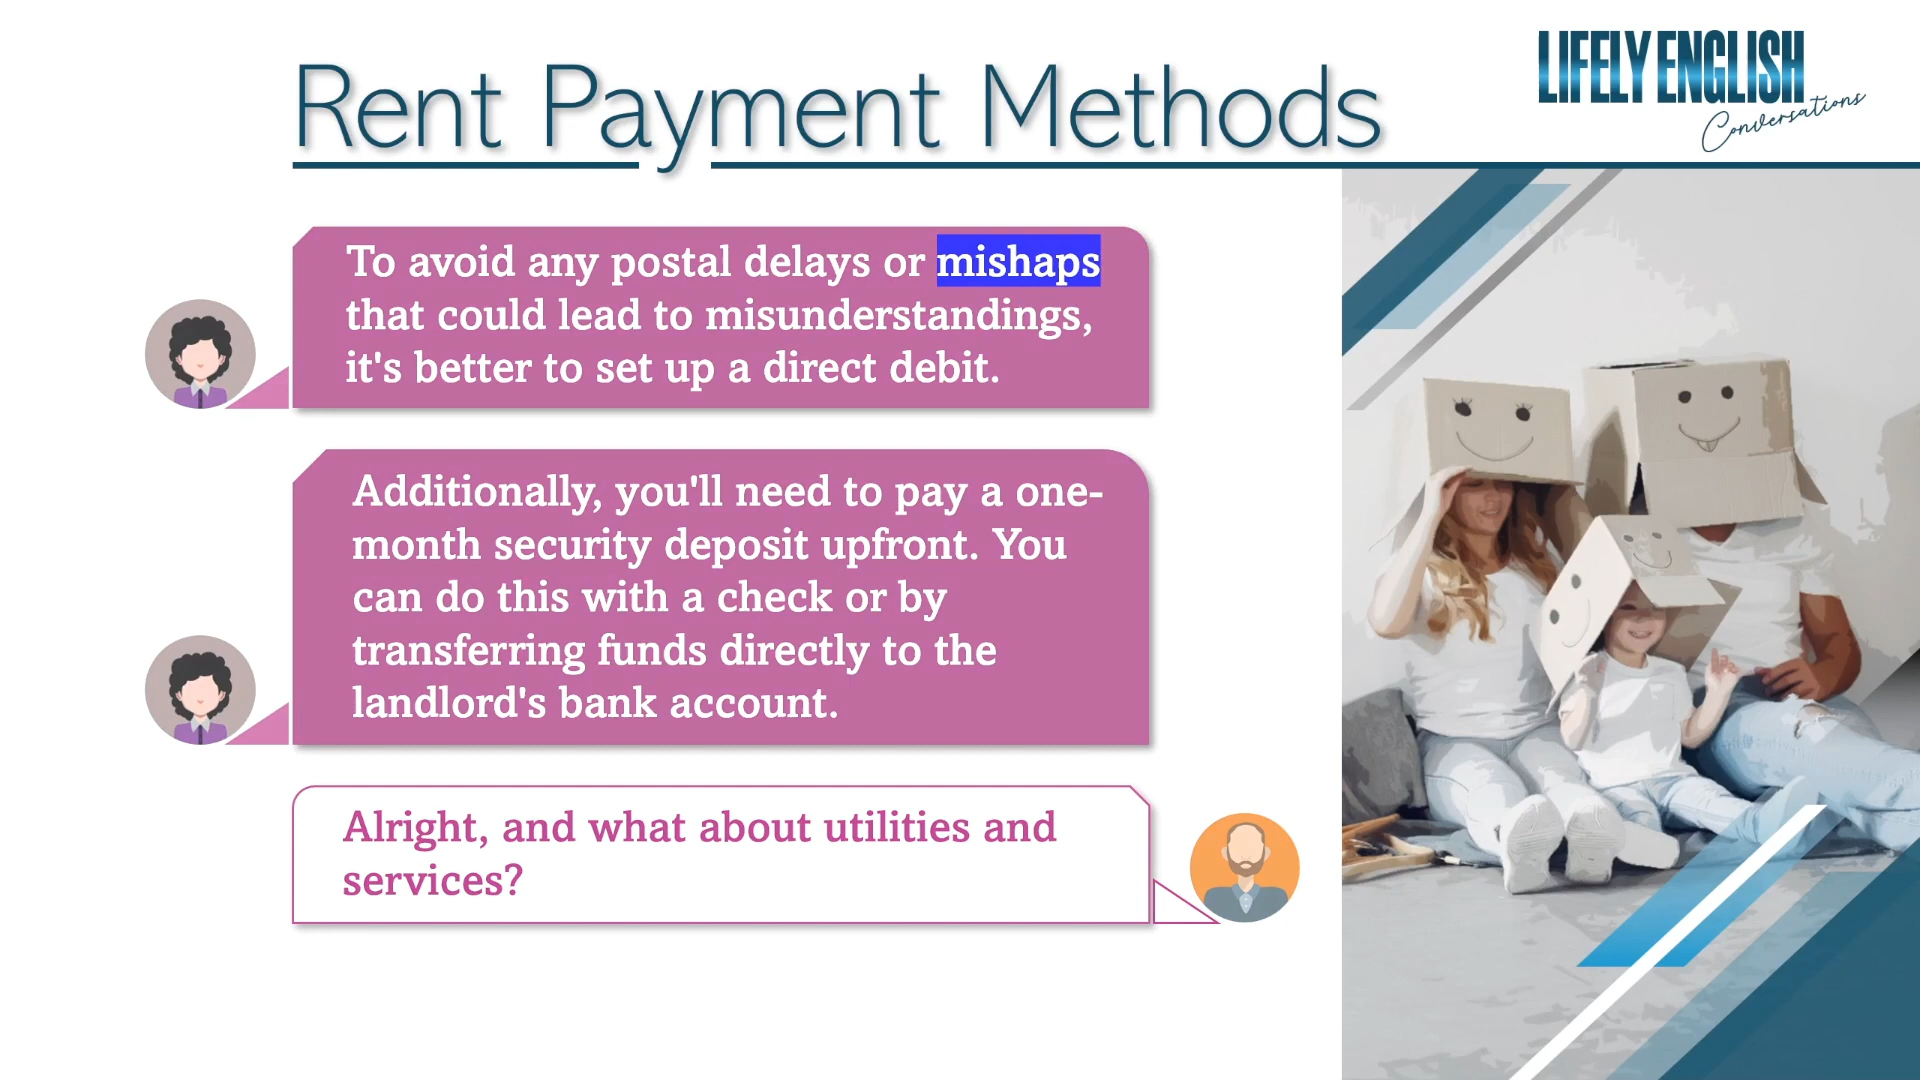 Rent Payment Methods
LIFELY ENGLISH
Conversations
To avoid any postal delays or mishaps
that could lead to misunderstandings,
it's better to set up a direct debit.
Additionally, you'll need to pay a one-
month security deposit upfront. You
can do this with a check or by
transferring funds directly to the
landlord's bank account.
Alright, and what about utilities and
services?